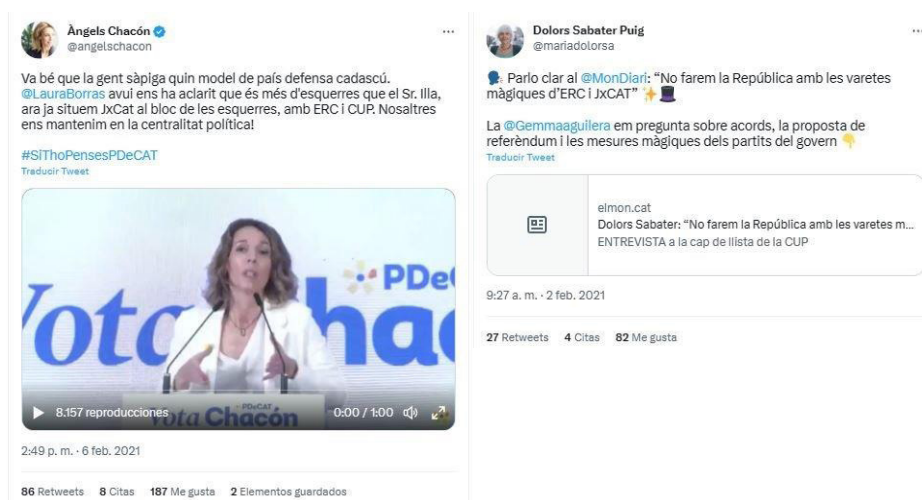 Àngels Chacón
@angelschacon
Va bé que la gent sàpiga quin model de país defensa cadascú.
@LauraBorras avui ens ha aclarit que és més d'esquerres que el Sr. Illa,
ara ja situem JxCat al bloc de les esquerres, amb ERC i CUP. Nosaltres
ens mantenim en la centralitat política!
#SiThoPensesPDeCAT
Traducir Tweet
PDeC
Vota Chacó
8.157 reproducciones
0:00 / 1:00
PDeCAT
Vota Chacón
2:49 p. m. · 6 feb. 2021
86 Retweets 8 Citas 187 Me gusta 2 Elementos guardados
Dolors Sabater Puig
@mariadolorsa
🗣️ Parlo clar al @MonDiari: “No farem la República amb les varetes
màgiques d’ERC i JxCAT” ✨🎩
La @Gemmaaguilera em pregunta sobre acords, la proposta de
referèndum i les mesures màgiques dels partits del govern 👇
Traducir Tweet
elmon.cat
Dolors Sabater: “No farem la República amb les varetes m...
ENTREVISTA a la cap de llista de la CUP
9:27 a. m. · 2 feb. 2021
27 Retweets 4 Citas 82 Me gusta